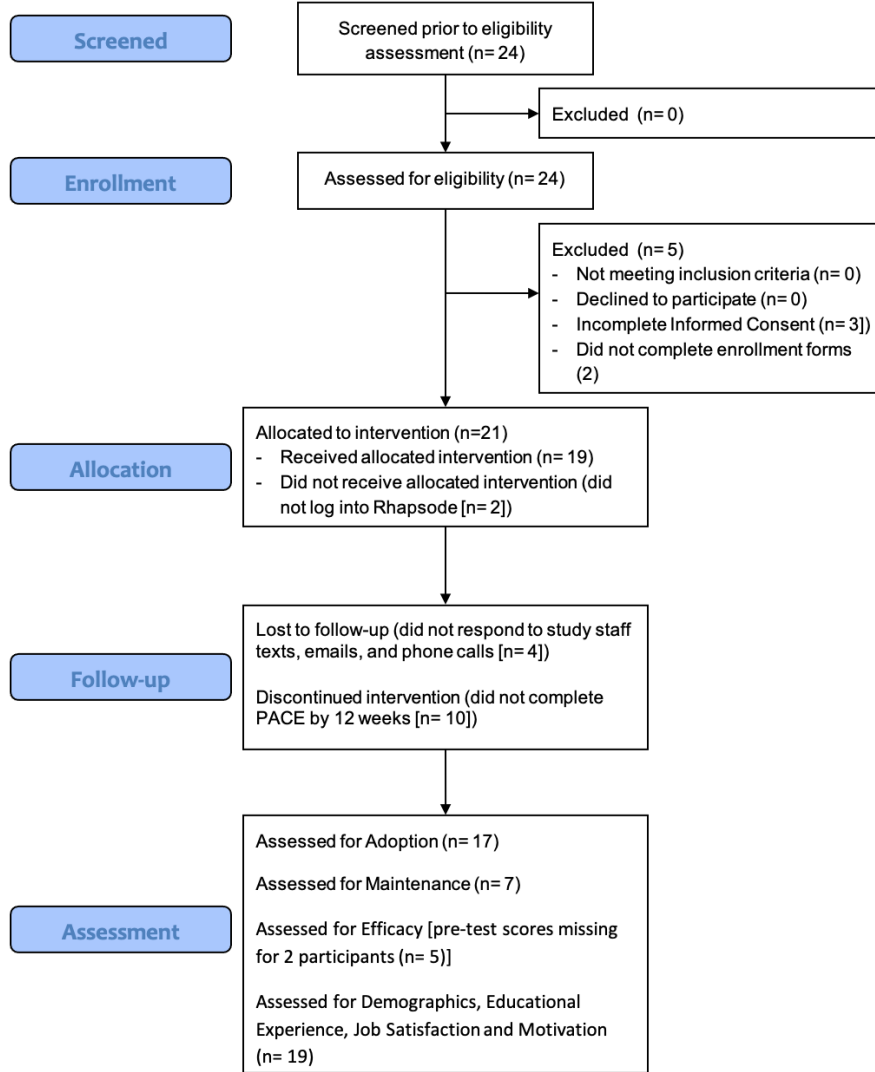 Screened
Screened prior to eligibility
assessment (n= 24)
Excluded  (n= 0)
Enrollment
Assessed for eligibility (n= 24)
Excluded  (n= 5)
- Not meeting inclusion criteria (n= 0)
- Declined to participate (n= 0)
- Incomplete Informed Consent (n= 3])
- Did not complete enrollment forms
(2)
Allocation
Allocated to intervention (n=21)
- Received allocated intervention (n= 19)
- Did not receive allocated intervention (did
not log into Rhapsode [n= 2])
Follow-up
Lost to follow-up (did not respond to study staff
texts, emails, and phone calls [n= 4])
Discontinued intervention (did not complete
PACE by 12 weeks [n= 10])
Assessment
Assessed for Adoption (n= 17)
Assessed for Maintenance (n= 7)
Assessed for Efficacy [pre-test scores missing
for 2 participants (n= 5)]
Assessed for Demographics, Educational
Experience, Job Satisfaction and Motivation
(n= 19)